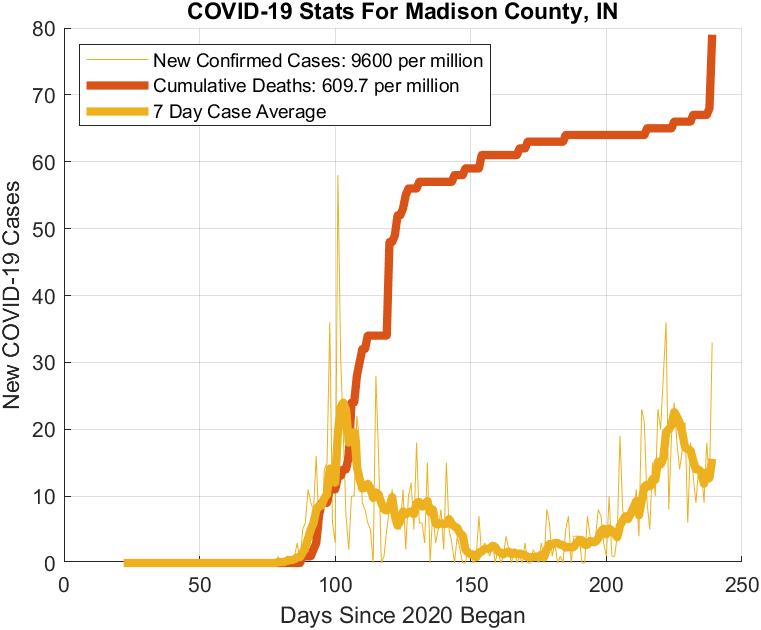 COVID-19 Stats For Madison County, IN
New Confirmed Cases: 9600 per million
Cumulative Deaths: 609.7 per million
7 Day Case Average
80
70
60
50
40
30
20
10
0
New COVID-19 Cases
0 50 100 150 200 250
Days Since 2020 Began